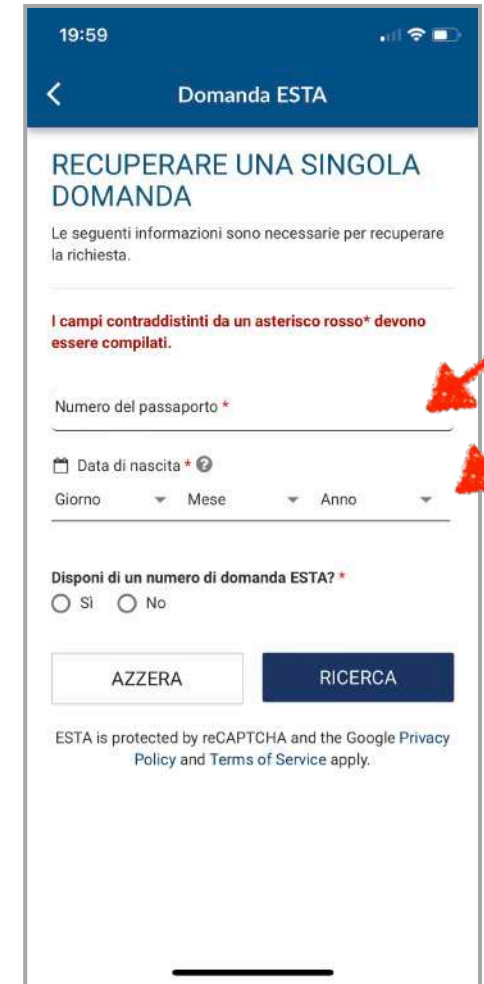 19:59
Domanda ESTA
RECUPERARE UNA SINGOLA
DOMANDA
Le seguenti informazioni sono necessarie per recuperare
la richiesta.
I campi contraddistinti da un asterisco rosso* devono
essere compilati.
Numero del passaporto *
Data di nascita *
Giorno Mese Anno
Disponi di un numero di domanda ESTA? *
Sì No
AZZERA RICERCA
ESTA is protected by reCAPTCHA and the Google Privacy
Policy and Terms of Service apply.